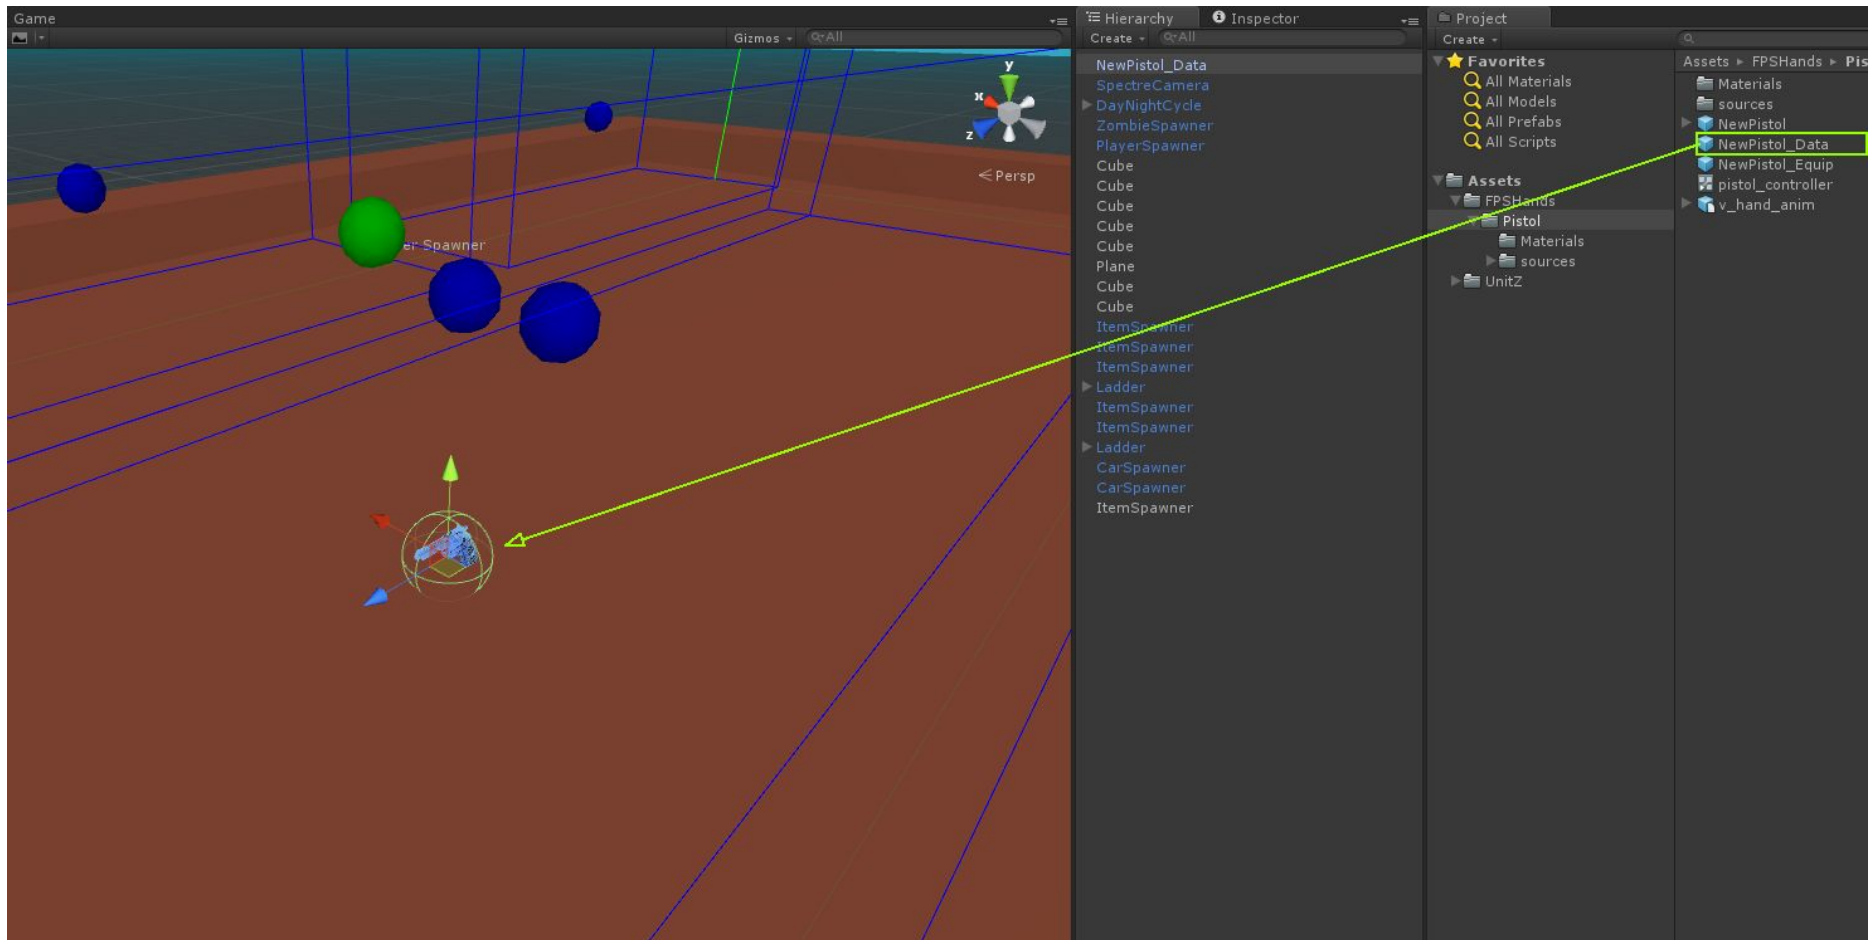 Game
Gizmos
All
y
x
z
Persp
er Spawner
Hierarchy
Inspector
Create
All
NewPistol_Data
SpectreCamera
DayNightCycle
ZombieSpawner
PlayerSpawner
Cube
Cube
Cube
Cube
Cube
Plane
Cube
Cube
ItemSpawner
ItemSpawner
ItemSpawner
Ladder
ItemSpawner
ItemSpawner
Ladder
CarSpawner
CarSpawner
ItemSpawner
Project
Create
Favorites
All Materials
All Models
All Prefabs
All Scripts
Assets
FPSHands
Pistol
Materials
sources
UnitZ
Assets ▸ FPSHands ▸ Pis
Materials
sources
NewPistol
NewPistol_Data
NewPistol_Equip
pistol_controller
v_hand_anim